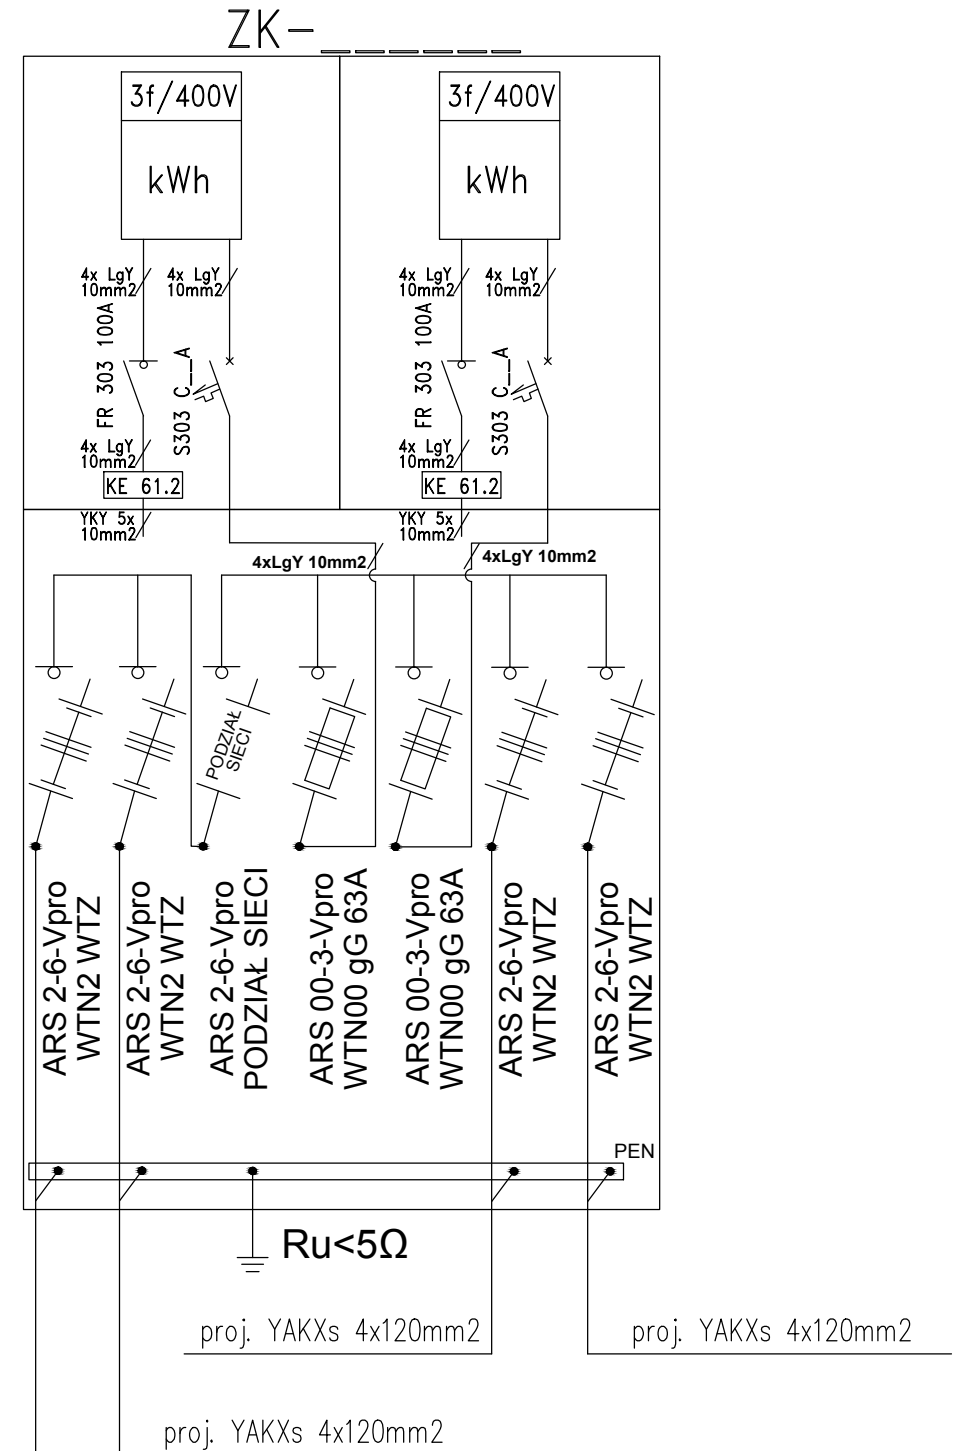 ZK-______
3f/400V
3f/400V
kWh
kWh
4x LgY
10mm2
4x LgY
10mm2
4x LgY
10mm2
4x LgY
10mm2
FR 303 100A
S303 C__A
FR 303 100A
S303 C__A
4x LgY
10mm2
4x LgY
10mm2
KE 61.2
KE 61.2
YKY 5x
10mm2
YKY 5x
10mm2
4xLgY 10mm2
4xLgY 10mm2
PODZIAŁ
SIECI
ARS 2-6-Vpro
WTN2 WTZ
ARS 2-6-Vpro
WTN2 WTZ
ARS 2-6-Vpro
PODZIAŁ SIECI
ARS 00-3-Vpro
WTN00 gG 63A
ARS 00-3-Vpro
WTN00 gG 63A
ARS 2-6-Vpro
WTN2 WTZ
ARS 2-6-Vpro
WTN2 WTZ
PEN
Ru<5Ω
proj. YAKXs 4x120mm2
proj. YAKXs 4x120mm2
proj. YAKXs 4x120mm2